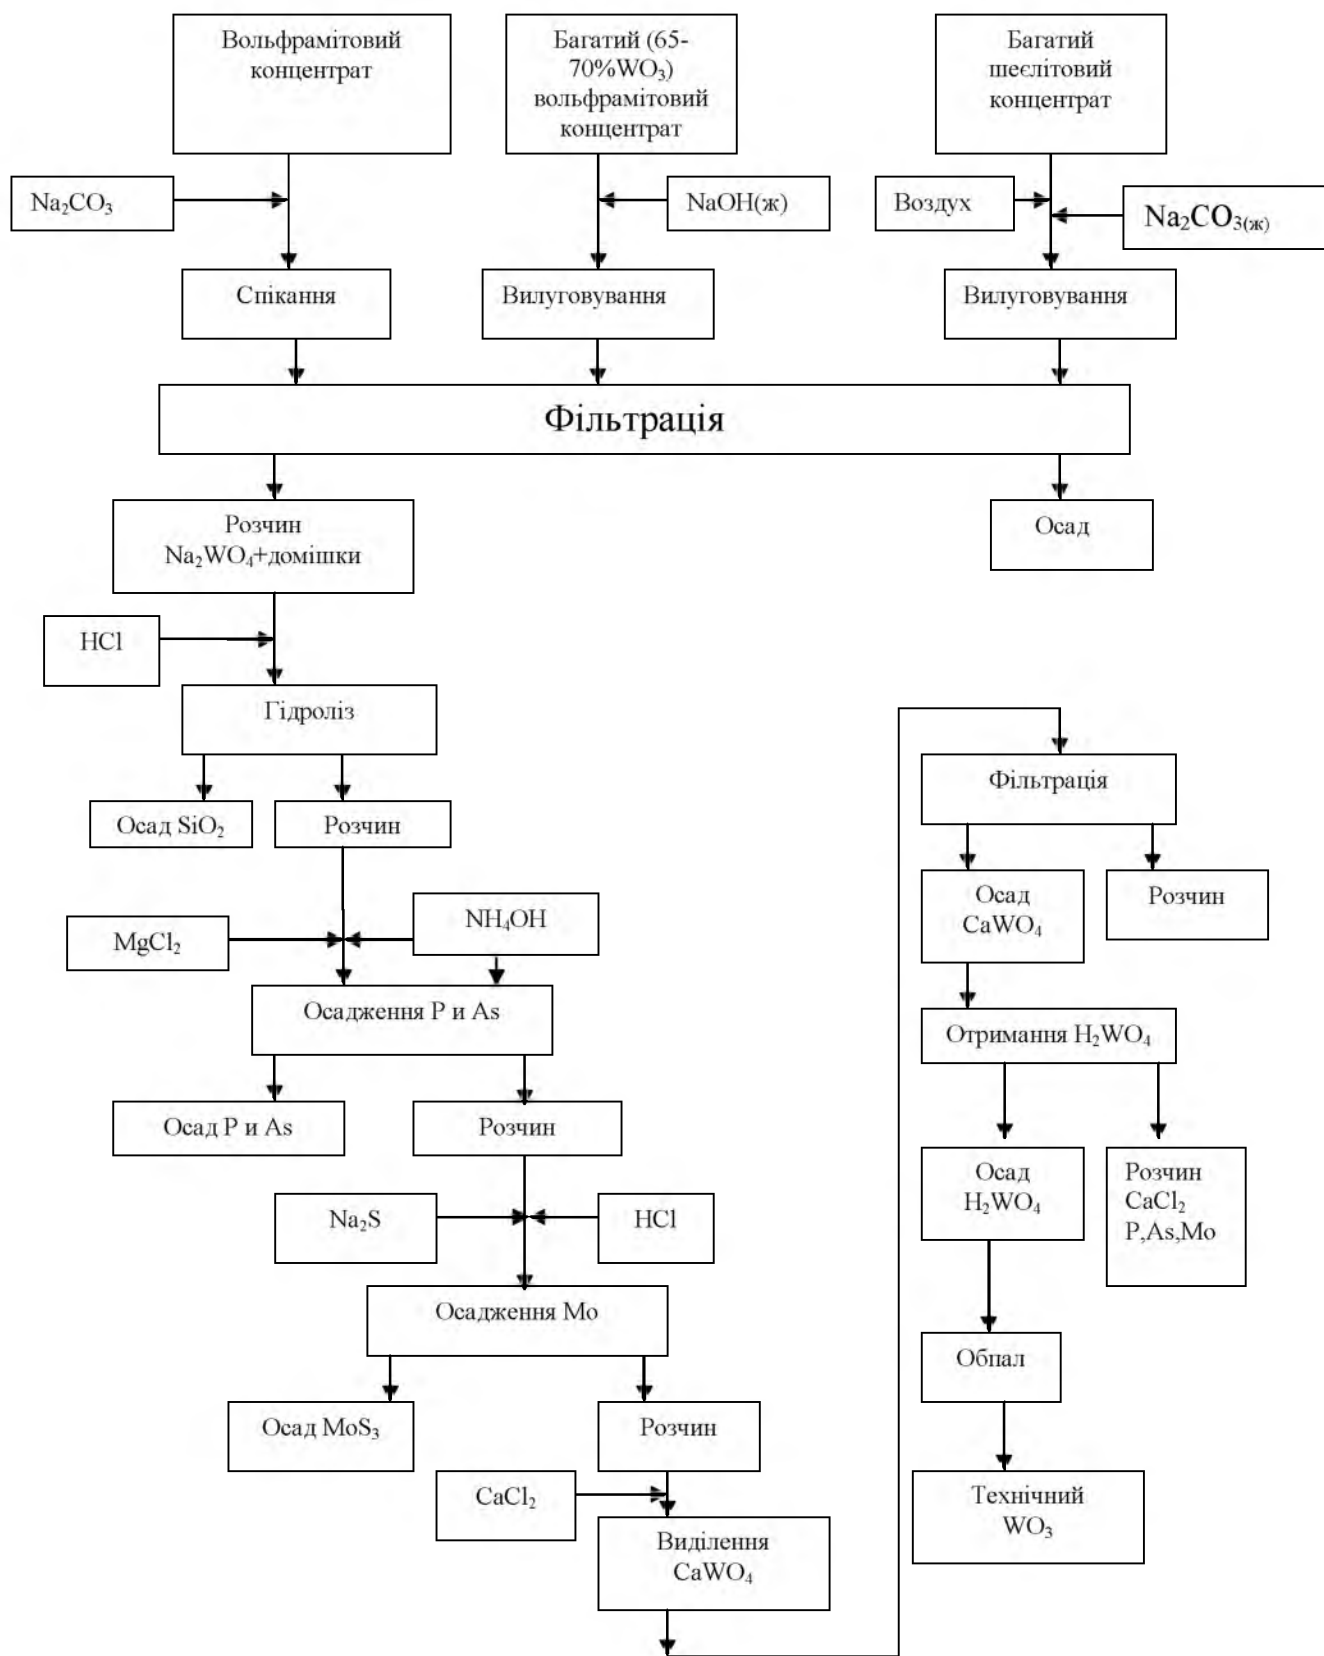 Вольфрамітовий
концентрат
Багатий (65-
70%WO₃)
вольфрамітовий
концентрат
Багатий
шеєлітовий
концентрат
Na₂CO₃
NaOH(ж)
Воздух
Na₂CO₃(ж)
Спікання
Вилуговування
Вилуговування
Фільтрація
Розчин
Na₂WO₄+домішки
Осад
HCl
Гідроліз
Осад SiO₂
Розчин
MgCl₂
NH₄OH
Осадження P и As
Осад P и As
Розчин
Na₂S
HCl
Осадження Mo
Осад MoS₃
Розчин
CaCl₂
Виділення
CaWO₄
Фільтрація
Осад
CaWO₄
Розчин
Отримання H₂WO₄
Осад
H₂WO₄
Розчин
CaCl₂
P,As,Mo
Обпал
Технічний
WO₃